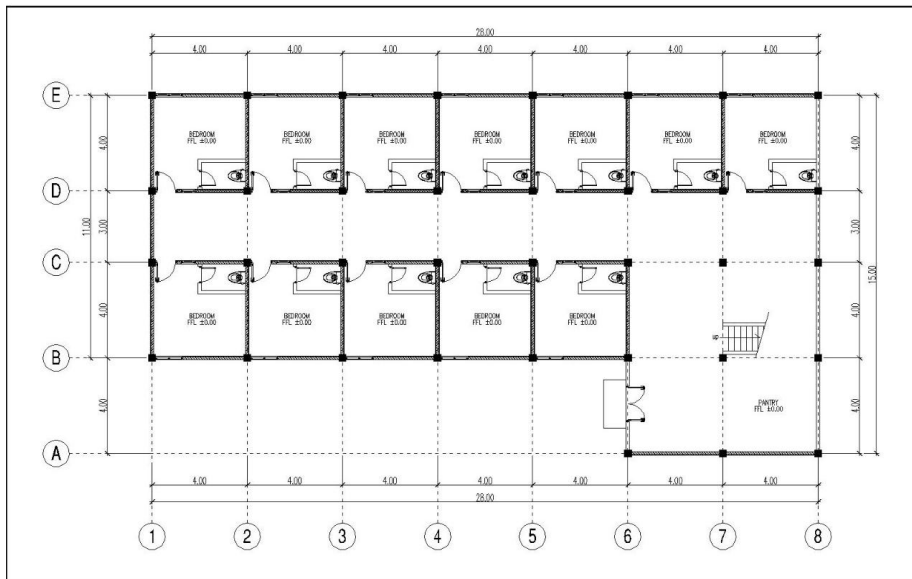 28.00
4.00 4.00 4.00 4.00 4.00 4.00 4.00
E
BEDROOM BEDROOM BEDROOM BEDROOM BEDROOM BEDROOM BEDROOM
FFL ±0.00 FFL ±0.00 FFL ±0.00 FFL ±0.00 FFL ±0.00 FFL ±0.00 FFL ±0.00
4.00 4.00
D
11.00 3.00 3.00
C
15.00
BEDROOM BEDROOM BEDROOM BEDROOM BEDROOM
FFL ±0.00 FFL ±0.00 FFL ±0.00 FFL ±0.00 FFL ±0.00
4.00 4.00
B
PANTRY
FFL ±0.00
4.00 4.00
A
4.00 4.00 4.00 4.00 4.00 4.00 4.00
28.00
1 2 3 4 5 6 7 8